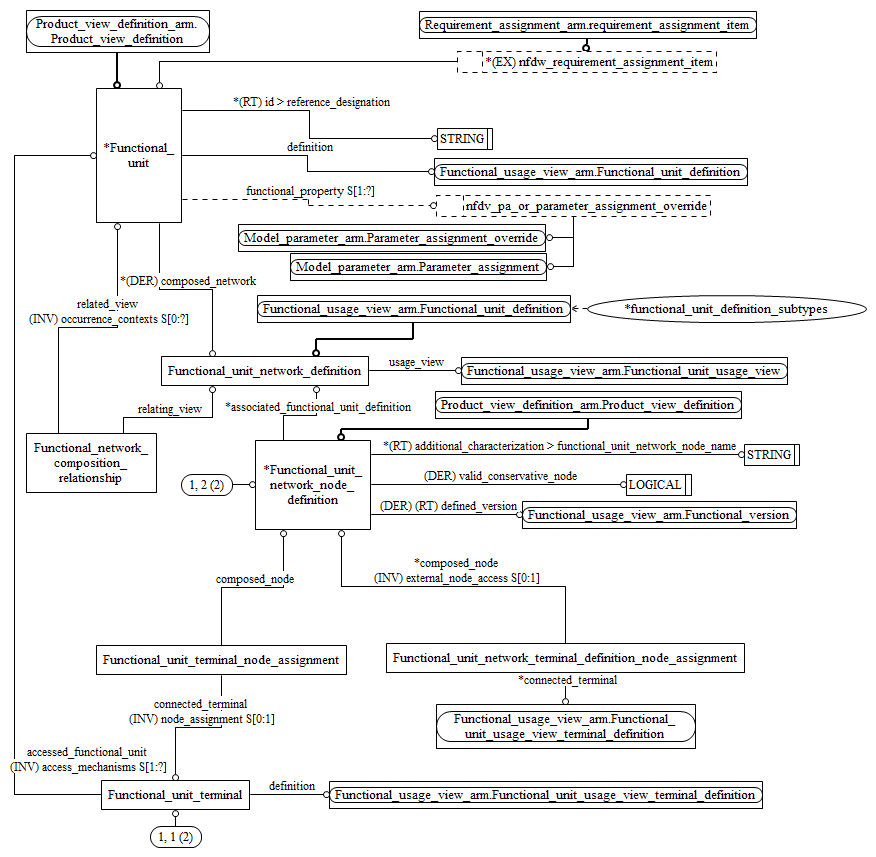 Product_view_definition_arm.
Product_view_definition
Requirement_assignment_arm.requirement_assignment_item
*(EX) nfdw_requirement_assignment_item
*(RT) id > reference_designation
STRING
*Functional_
unit
definition
Functional_usage_view_arm.Functional_unit_definition
functional_property S[1:?]
nfdv_pa_or_parameter_assignment_override
Model_parameter_arm.Parameter_assignment_override
Model_parameter_arm.Parameter_assignment
*(DER) composed_network
related_view
(INV) occurrence_contexts S[0:?]
Functional_usage_view_arm.Functional_unit_definition
*functional_unit_definition_subtypes
Functional_unit_network_definition
usage_view
Functional_usage_view_arm.Functional_unit_usage_view
relating_view
*associated_functional_unit_definition
Product_view_definition_arm.Product_view_definition
Functional_network_
composition_
relationship
*(RT) additional_characterization > functional_unit_network_node_name
STRING
*Functional_unit_
network_node_
definition
1, 2 (2)
(DER) valid_conservative_node
LOGICAL
(DER) (RT) defined_version
Functional_usage_view_arm.Functional_version
composed_node
*composed_node
(INV) external_node_access S[0:1]
Functional_unit_terminal_node_assignment
Functional_unit_network_terminal_definition_node_assignment
*connected_terminal
connected_terminal
(INV) node_assignment S[0:1]
Functional_usage_view_arm.Functional_
unit_usage_view_terminal_definition
accessed_functional_unit
(INV) access_mechanisms S[1:?]
Functional_unit_terminal
definition
Functional_usage_view_arm.Functional_unit_usage_view_terminal_definition
1, 1 (2)